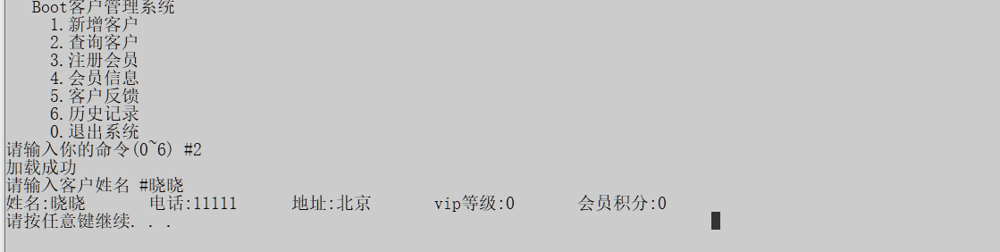 Boot客户管理系统
1.新增客户
2.查询客户
3.注册会员
4.会员信息
5.客户反馈
6.历史记录
0.退出系统
请输入你的命令(0~6) #2
加载成功
请输入客户姓名 #晓晓
姓名:晓晓 电话:11111 地址:北京 vip等级:0 会员积分:0
请按任意键继续. . .